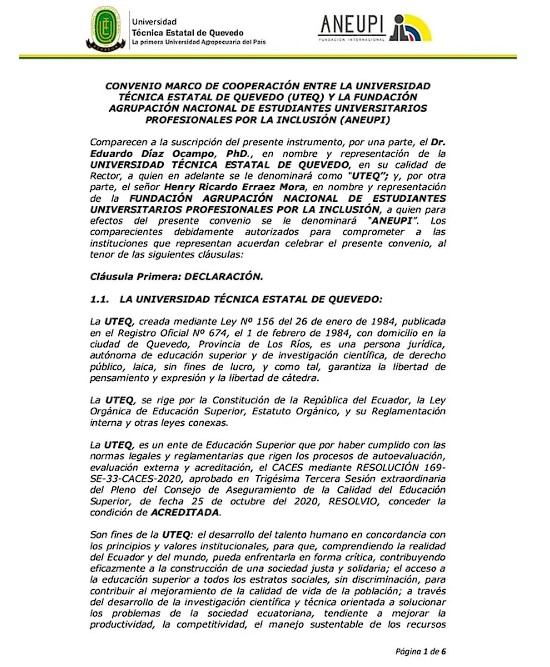 Universidad
Técnica Estatal de Quevedo
La primera Universidad Agropecuaria del País
ANEUPI
FUNDACIÓN INTERNACIONAL
CONVENIO MARCO DE COOPERACIÓN ENTRE LA UNIVERSIDAD
TÉCNICA ESTATAL DE QUEVEDO (UTEQ) Y LA FUNDACIÓN
AGRUPACIÓN NACIONAL DE ESTUDIANTES UNIVERSITARIOS
PROFESIONALES POR LA INCLUSIÓN (ANEUPI)
Comparecen a la suscripción del presente instrumento, por una parte, el Dr.
Eduardo Díaz Ocampo, PhD., en nombre y representación de la
UNIVERSIDAD TÉCNICA ESTATAL DE QUEVEDO, en su calidad de
Rector, a quien en adelante se le denominará como "UTEQ"; y, por otra
parte, el señor Henry Ricardo Erraez Mora, en nombre y representación
de la FUNDACIÓN AGRUPACIÓN NACIONAL DE ESTUDIANTES
UNIVERSITARIOS PROFESIONALES POR LA INCLUSIÓN, a quien para
efectos del presente convenio se le denominará "ANEUPI". Los
comparecientes debidamente autorizados para comprometer a las
instituciones que representan acuerdan celebrar el presente convenio, al
tenor de las siguientes cláusulas:
Cláusula Primera: DECLARACIÓN.
1.1. LA UNIVERSIDAD TÉCNICA ESTATAL DE QUEVEDO:
La UTEQ, creada mediante Ley Nº 156 del 26 de enero de 1984, publicada
en el Registro Oficial Nº 674, el 1 de febrero de 1984, con domicilio en la
ciudad de Quevedo, Provincia de Los Ríos, es una persona jurídica,
autónoma de educación superior y de investigación científica, de derecho
público, laica, sin fines de lucro, y como tal, garantiza la libertad de
pensamiento y expresión y la libertad de cátedra.
La UTEQ, se rige por la Constitución de la República del Ecuador, la Ley
Orgánica de Educación Superior, Estatuto Orgánico, y su Reglamentación
interna y otras leyes conexas.
La UTEQ, es un ente de Educación Superior que por haber cumplido con las
normas legales y reglamentarias que rigen los procesos de autoevaluación,
evaluación externa y acreditación, el CACES mediante RESOLUCIÓN 169-
SE-33-CACES-2020, aprobado en Trigésima Tercera Sesión extraordinaria
del Pleno del Consejo de Aseguramiento de la Calidad del Educación
Superior, de fecha 25 de octubre del 2020, RESOLVIO, conceder la
condición de ACREDITADA.
Son fines de la UTEQ: el desarrollo del talento humano en concordancia con
los principios y valores institucionales, para que, comprendiendo la realidad
del Ecuador y del mundo, pueda enfrentarla en forma crítica, contribuyendo
eficazmente a la construcción de una sociedad justa y solidaria; el acceso a
la educación superior a todos los estratos sociales, sin discriminación, para
contribuir al mejoramiento de la calidad de vida de la población; a través
del desarrollo de la investigación científica y técnica orientada a solucionar
los problemas de la sociedad ecuatoriana, tendiente a mejorar la
productividad, la competitividad, el manejo sustentable de los recursos
Página 1 de 6